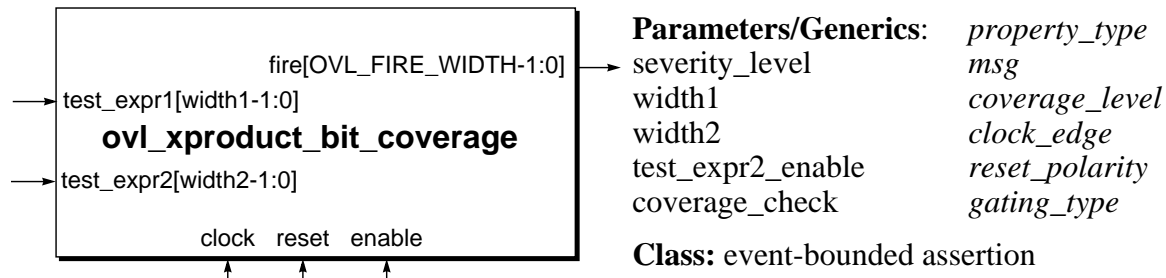 fire[OVL_FIRE_WIDTH-1:0]
test_expr1[width1-1:0]
ovl_xproduct_bit_coverage
test_expr2[width2-1:0]
clock reset enable
Parameters/Generics: property_type
severity_level msg
width1 coverage_level
width2 clock_edge
test_expr2_enable reset_polarity
coverage_check gating_type
Class: event-bounded assertion